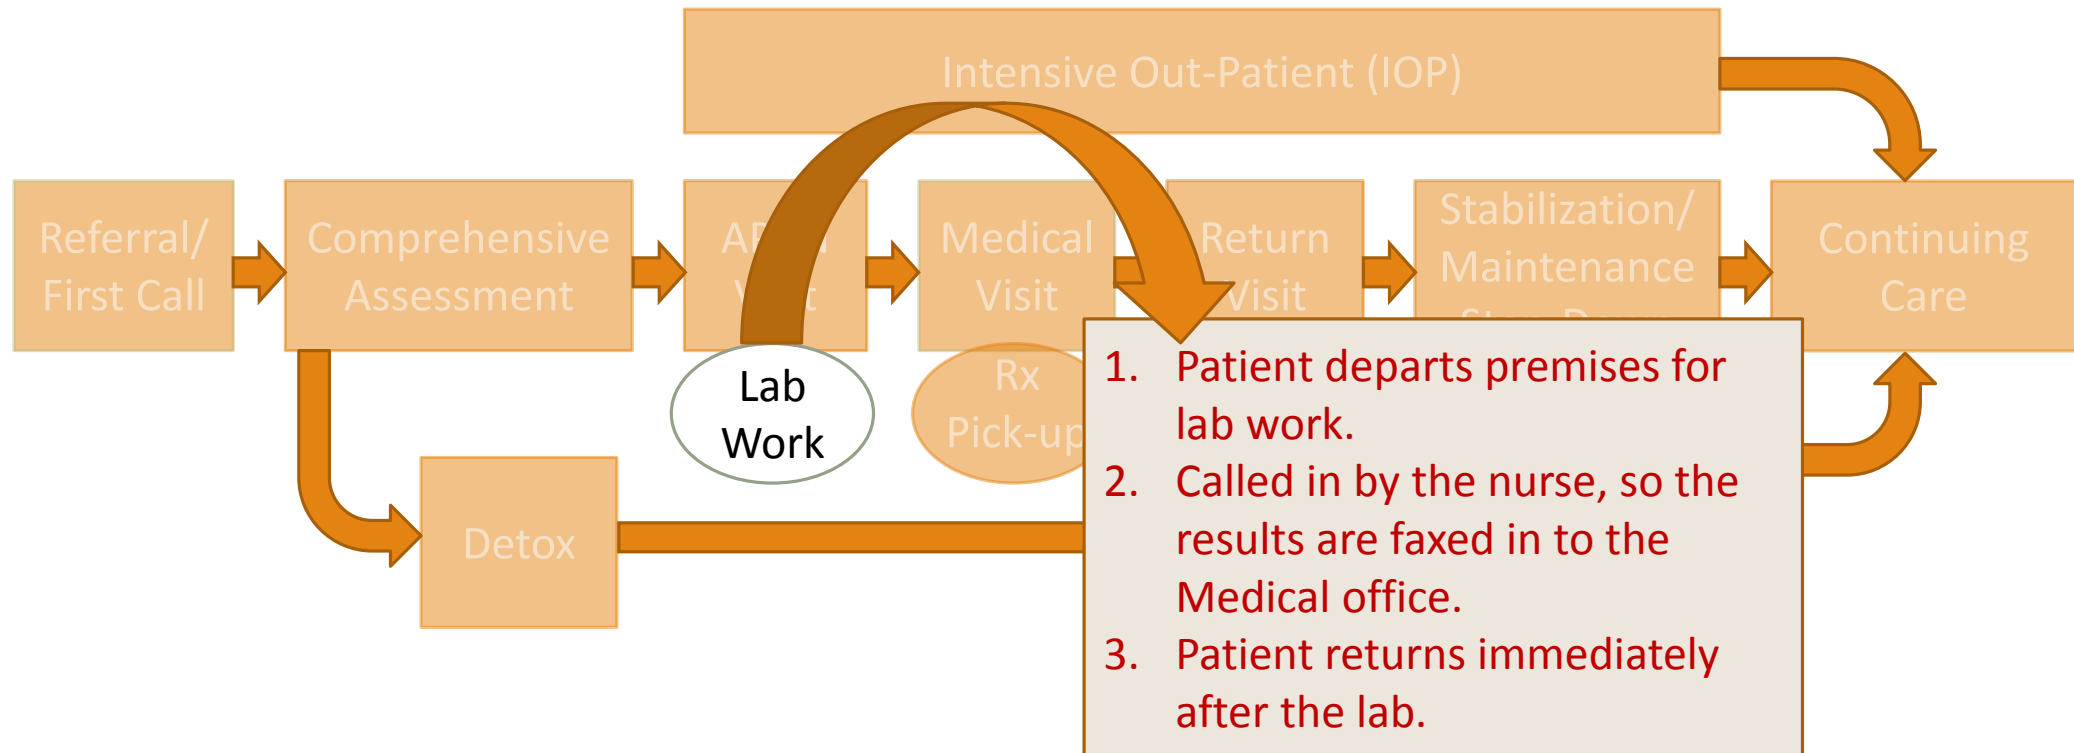 Intensive Out-Patient (IOP)
Referral/
First Call
Comprehensive
Assessment
Medical
Visit
Return
Visit
Stabilization/
Maintenance
Continuing
Care
Lab
Work
Rx
Pick-up
Detox
1. Patient departs premises for
lab work.
2. Called in by the nurse, so the
results are faxed in to the
Medical office.
3. Patient returns immediately
after the lab.